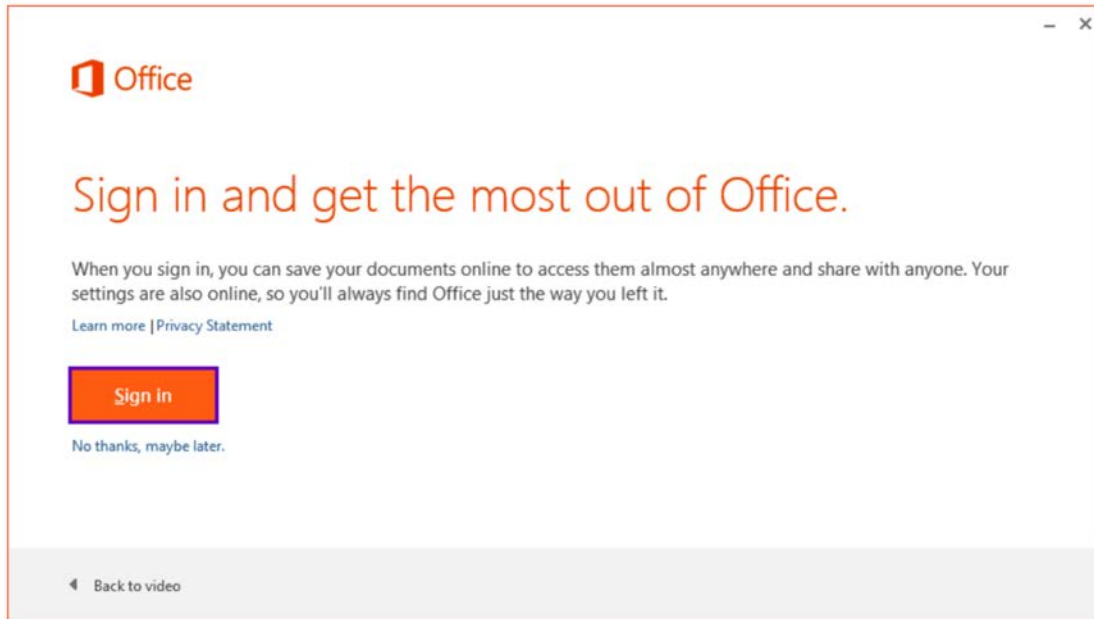 Office
Sign in and get the most out of Office.
When you sign in, you can save your documents online to access them almost anywhere and share with anyone. Your
settings are also online, so you'll always find Office just the way you left it.
Learn more | Privacy Statement
Sign in
No thanks, maybe later.
Back to video